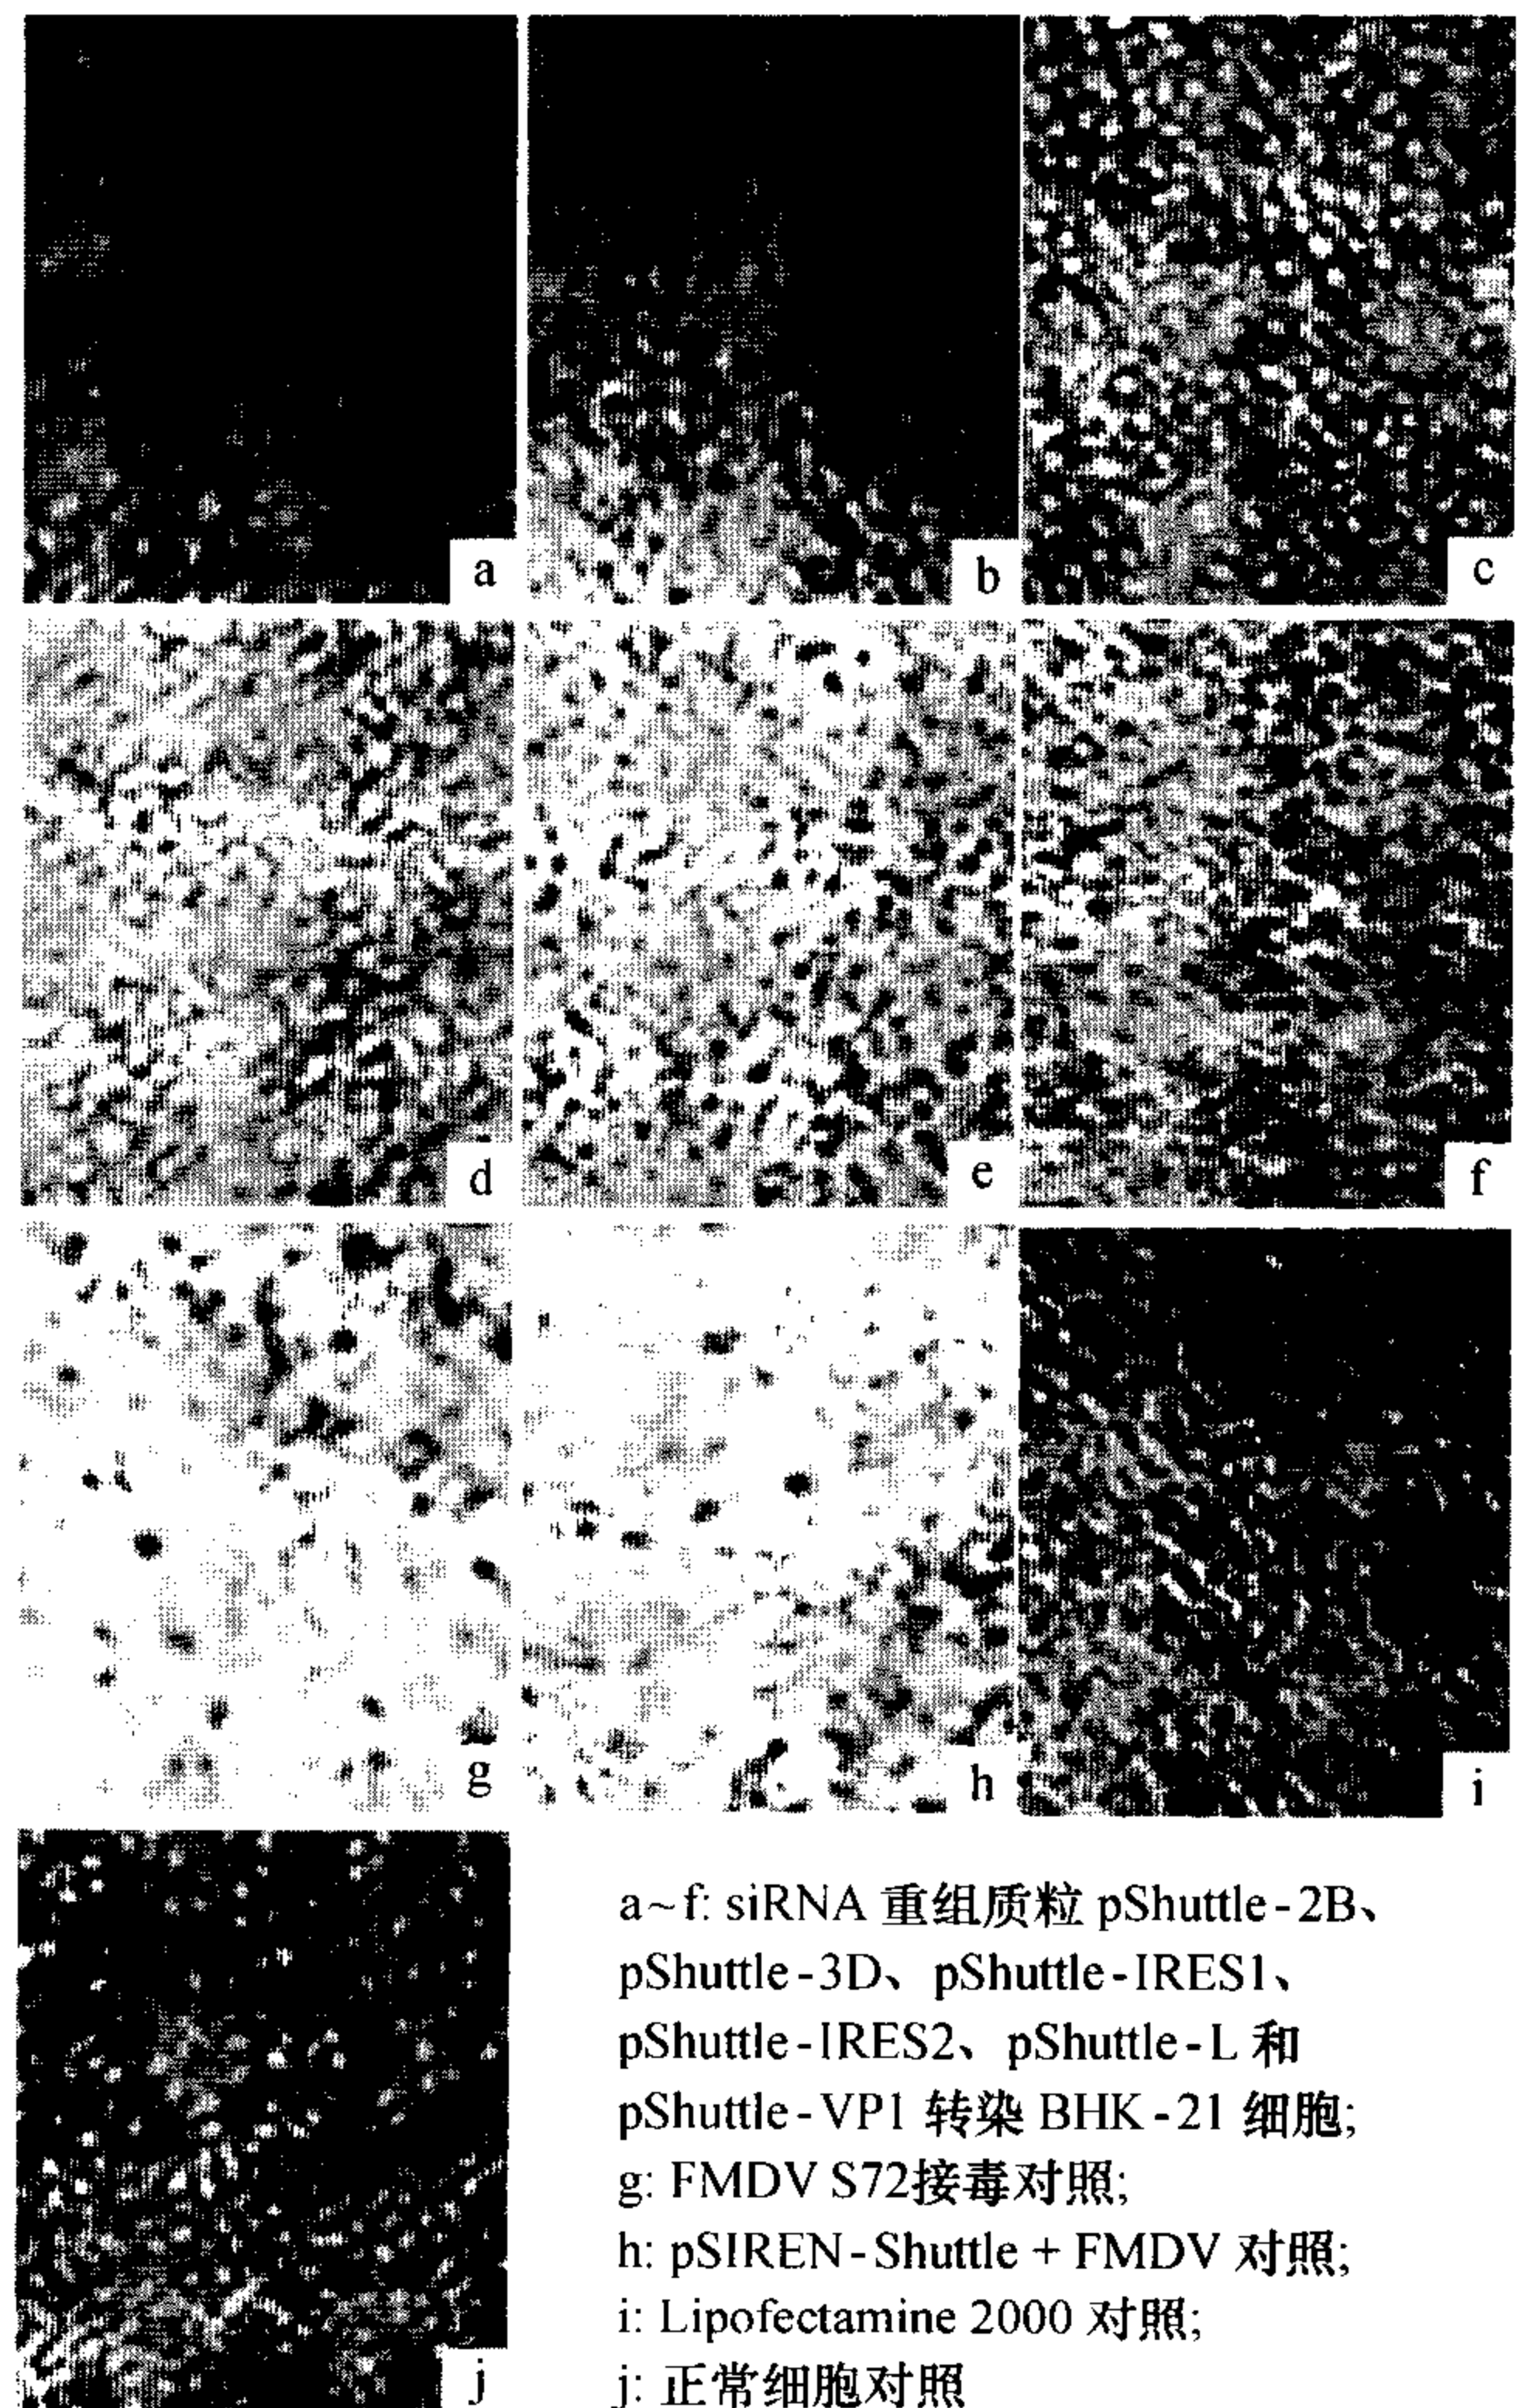 a
b
c
d
e
f
g
h
i
j
a~f: siRNA 重组质粒 pShuttle-2B、
pShuttle-3D、pShuttle-IRES1、
pShuttle-IRES2、pShuttle-L 和
pShuttle-VP1 转染 BHK-21 细胞;
g: FMDV S72接毒对照;
h: pSIREN-Shuttle + FMDV 对照;
i: Lipofectamine 2000 对照;
j: 正常细胞对照